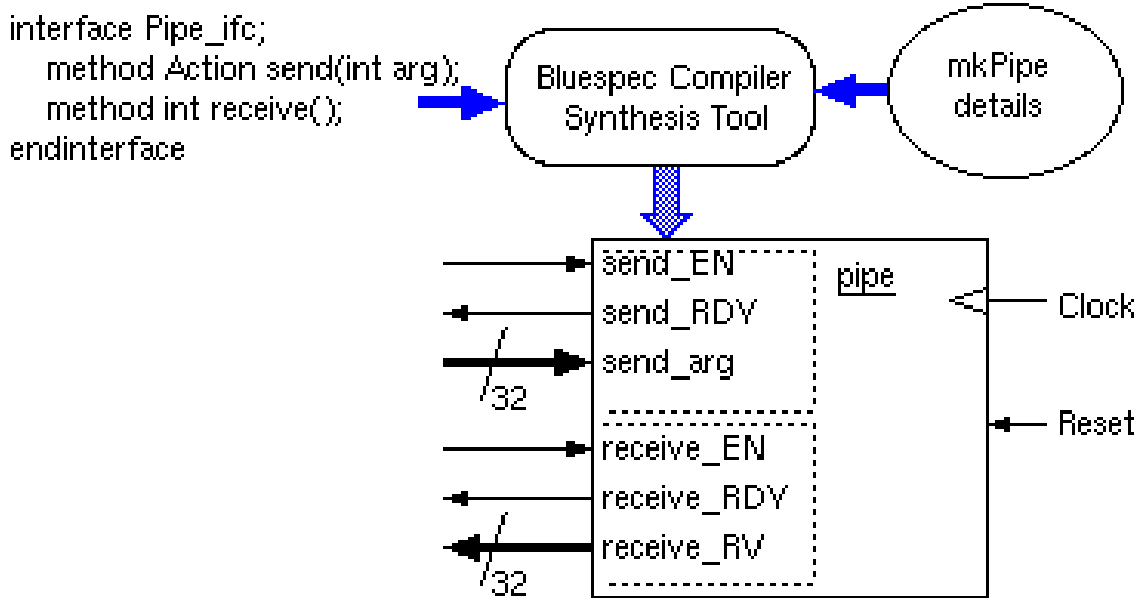 interface Pipe_ifc;
method Action send(int arg);
method int receive();
endinterface
Bluespec Compiler
Synthesis Tool
mkPipe
details
send_EN
send_RDY
send_arg
32
receive_EN
receive_RDY
receive_RV
32
pipe
Clock
Reset